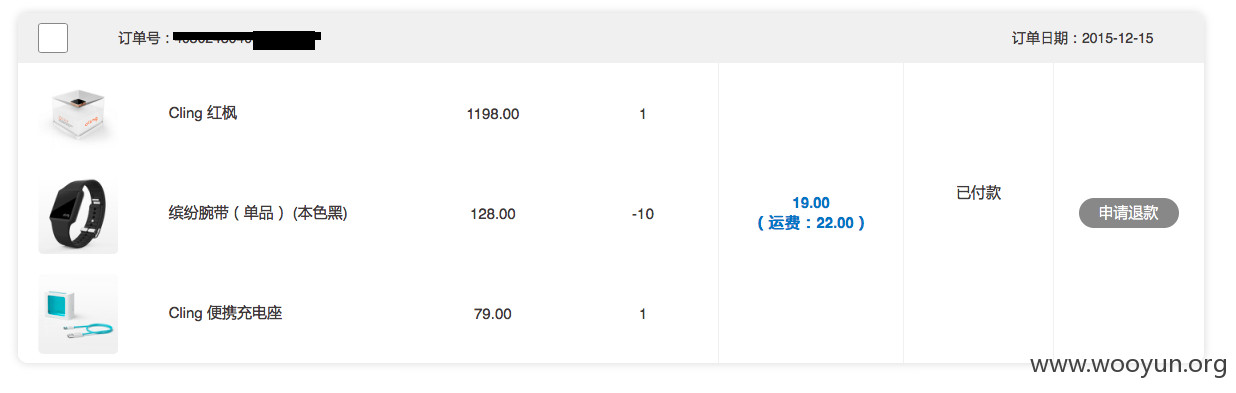 订单号：
订单日期：2015-12-15
Cling 红枫
1198.00
1
缤纷腕带（单品） (本色黑)
128.00
-10
19.00
（运费：22.00）
已付款
申请退款
Cling 便携充电座
79.00
1
www.wooyun.org